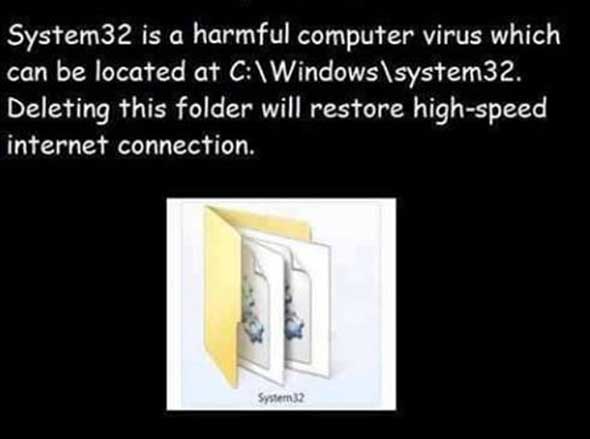 System32 is a harmful computer virus which
can be located at C:\Windows\system32.
Deleting this folder will restore high-speed
internet connection.
System32